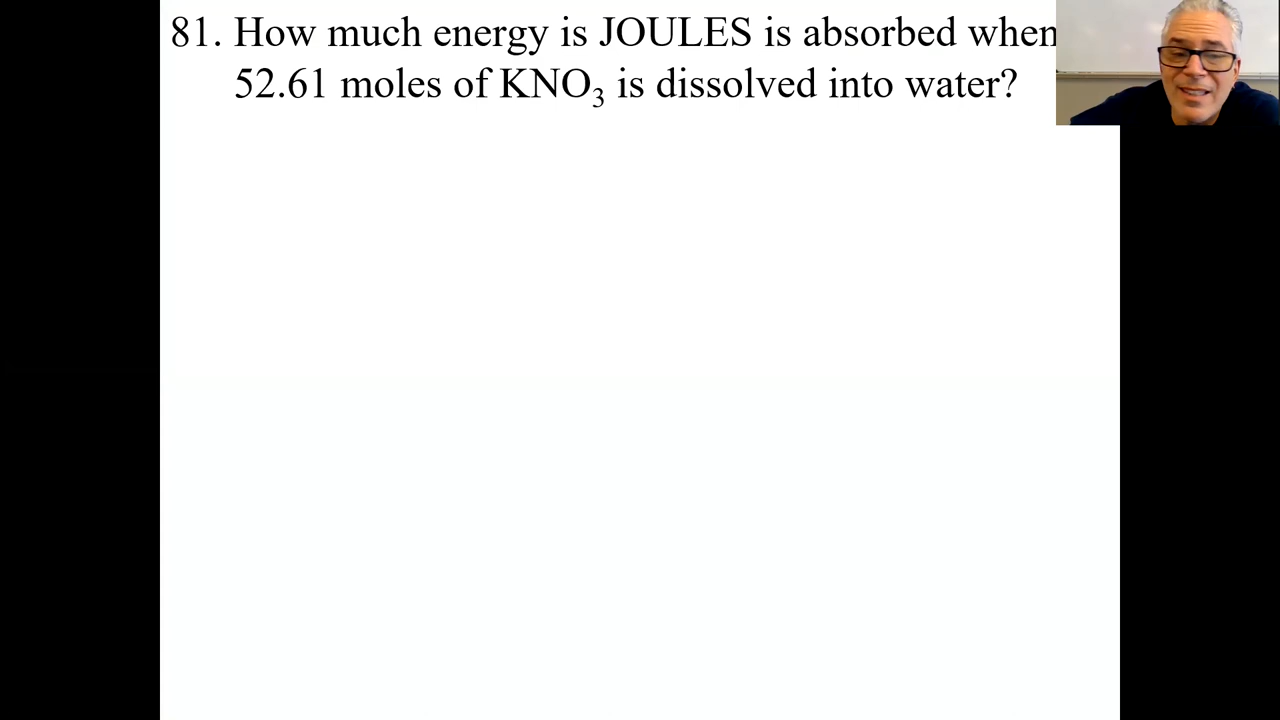 81. How much energy is JOULES is absorbed when
52.61 moles of KNO₃ is dissolved into water?